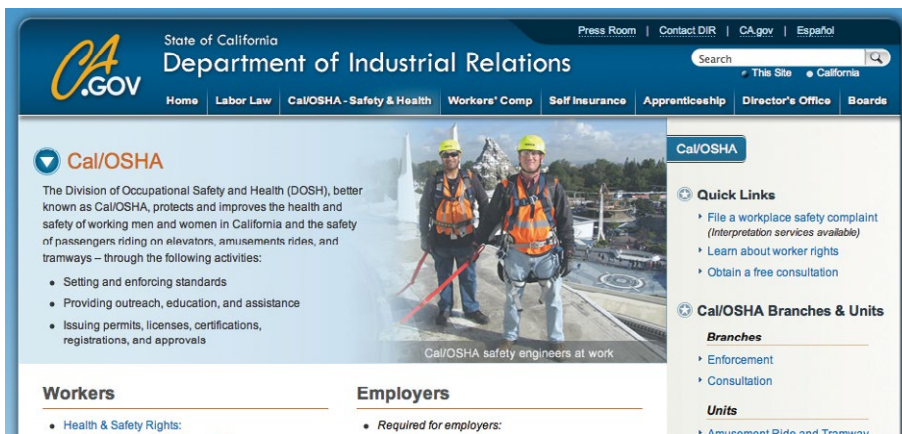 Press Room | Contact DIR | CA.gov | Español
CA
.GOV
State of California
Department of Industrial Relations
Search
This Site California
Home Labor Law Cal/OSHA - Safety & Health Workers' Comp Self Insurance Apprenticeship Director's Office Boards
Cal/OSHA
The Division of Occupational Safety and Health (DOSH), better
known as Cal/OSHA, protects and improves the health and
safety of working men and women in California and the safety
of passengers riding on elevators, amusements rides, and
tramways – through the following activities:
• Setting and enforcing standards
• Providing outreach, education, and assistance
• Issuing permits, licenses, certifications,
registrations, and approvals
Cal/OSHA safety engineers at work
Workers
• Health & Safety Rights:
Employers
• Required for employers:
Cal/OSHA
Quick Links
File a workplace safety complaint
(Interpretation services available)
Learn about worker rights
Obtain a free consultation
Cal/OSHA Branches & Units
Branches
Enforcement
Consultation
Units
Amusement Ride and Tramway